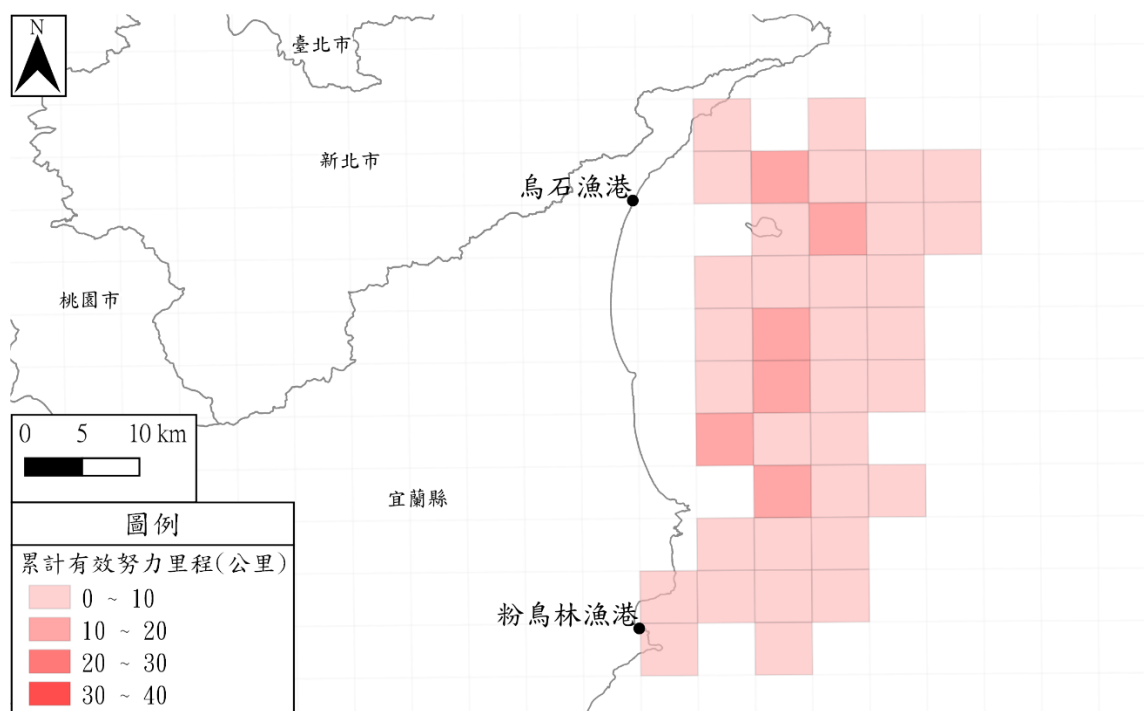 N
臺北市
新北市
烏石漁港
桃園市
0 5 10 km
宜蘭縣
圖例
累計有效努力里程(公里)
0 ~ 10
粉鳥林漁港
10 ~ 20
20 ~ 30
30 ~ 40